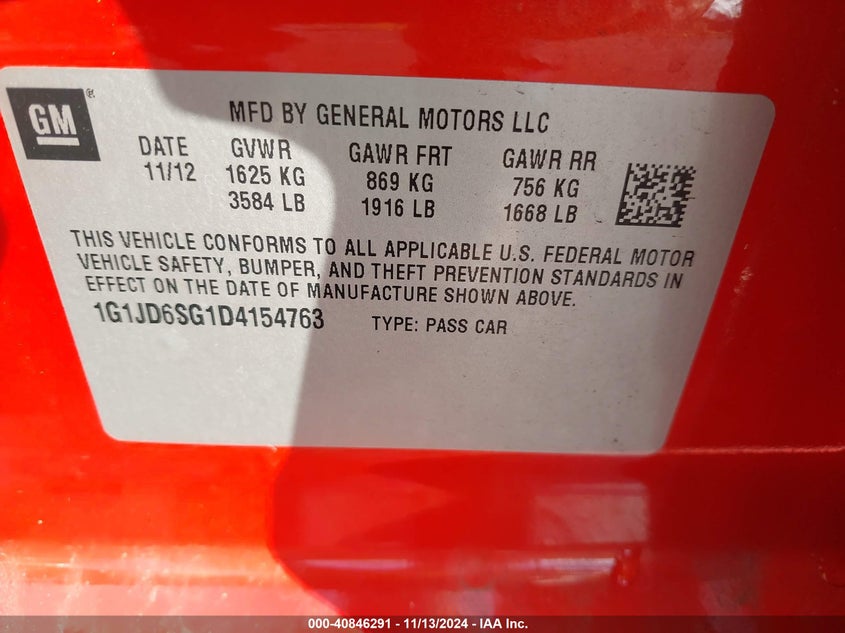 GM®
MFD BY GENERAL MOTORS LLC
DATE GVWR GAWR FRT GAWR RR
11/12 1625 KG 869 KG 756 KG
3584 LB 1916 LB 1668 LB
THIS VEHICLE CONFORMS TO ALL APPLICABLE U.S. FEDERAL MOTOR
VEHICLE SAFETY, BUMPER, AND THEFT PREVENTION STANDARDS IN
EFFECT ON THE DATE OF MANUFACTURE SHOWN ABOVE.
1G1JD6SG1D4154763 TYPE: PASS CAR
000-40846291 - 11/13/2024 - IAA Inc.